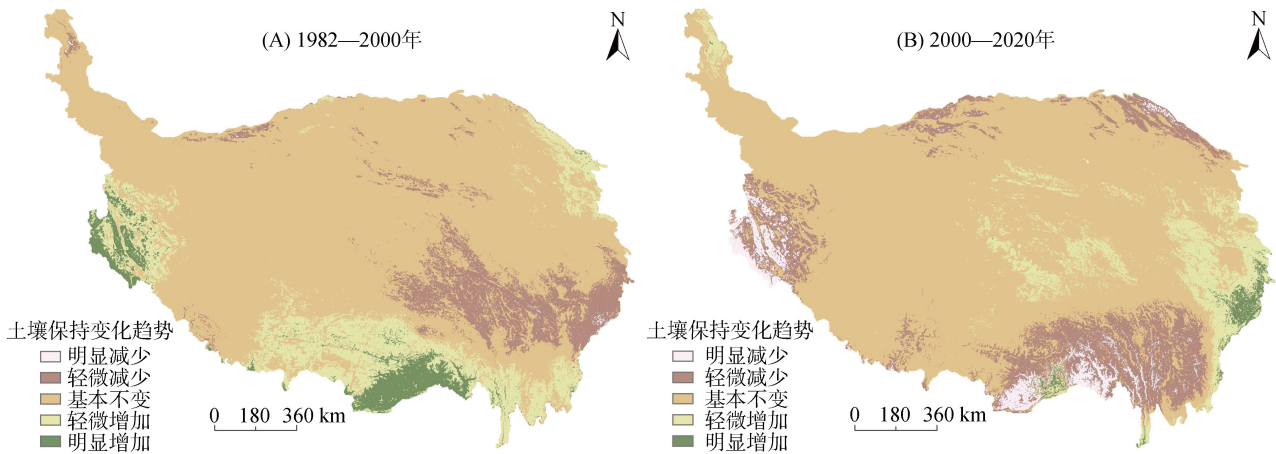 (A) 1982—2000年
N
土壤保持变化趋势
明显减少
轻微减少
基本不变
轻微增加
明显增加
0 180 360 km
(B) 2000—2020年
N
土壤保持变化趋势
明显减少
轻微减少
基本不变
轻微增加
明显增加
0 180 360 km